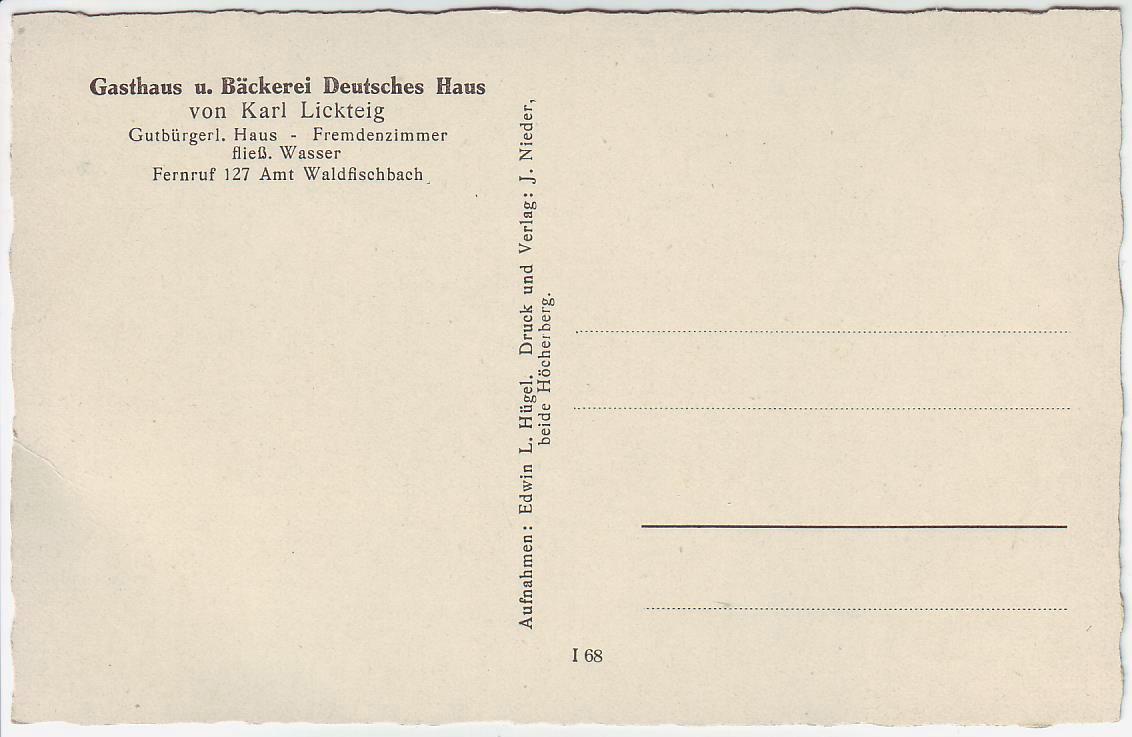 Gasthaus u. Bäckerei Deutsches Haus
von Karl Lickteig
Gutbürgerl. Haus - Fremdenzimmer
fließ. Wasser
Fernruf 127 Amt Waldfischbach
Aufnahmen: Edwin L. Hügel. Druck und Verlag: J. Nieder,
beide Höcherberg.
I 68